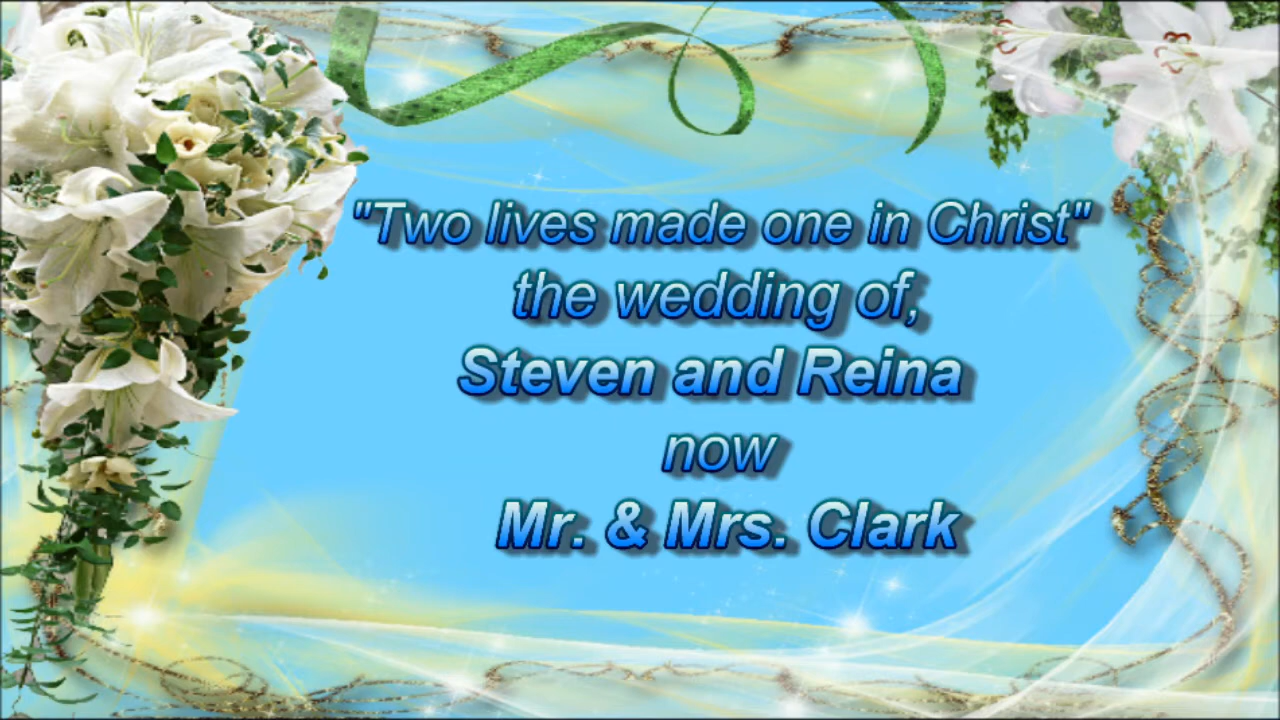 "Two lives made one in Christ"
the wedding of,
Steven and Reina
now
Mr. & Mrs. Clark